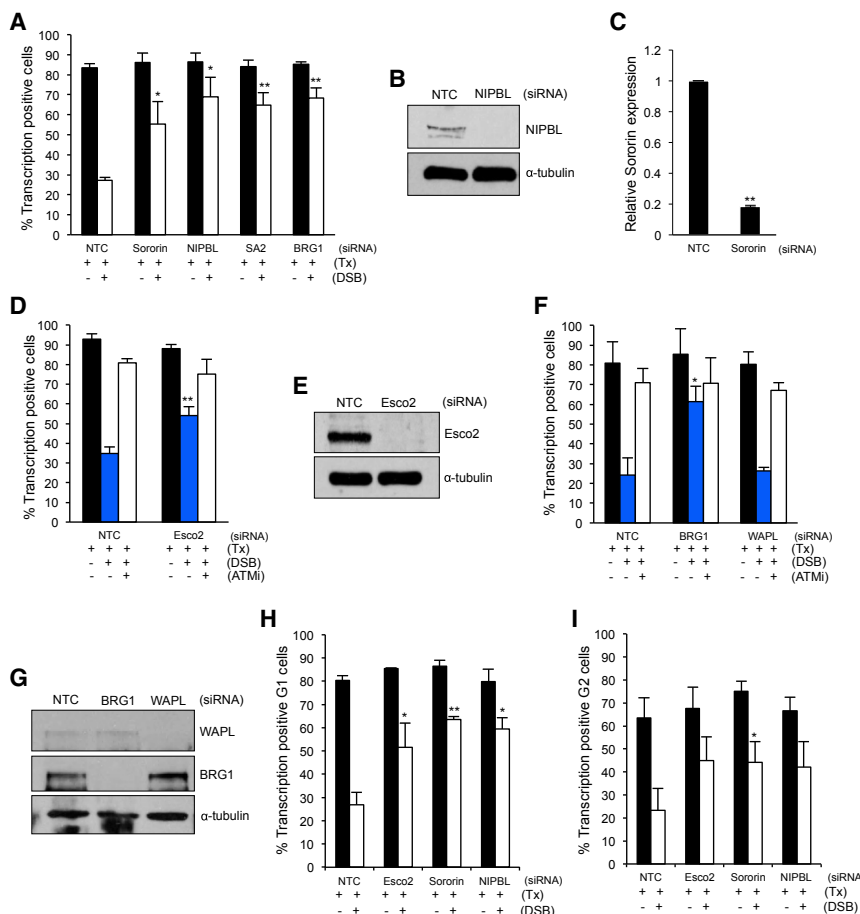 A
% Transcription positive cells
100
90
80
70
60
50
40
30
20
10
0
* * ** **
NTC Sororin NIPBL SA2 BRG1 (siRNA)
+ + + + + + + + + + (Tx)
- + - + - + - + - + (DSB)
B
NTC NIPBL (siRNA)
NIPBL
α-tubulin
C
Relative Sororin expression
1.2
1
0.8
0.6
0.4
0.2
0
**
NTC Sororin (siRNA)
D
% Transcription positive cells
100
90
80
70
60
50
40
30
20
10
0
**
NTC Esco2 (siRNA)
+ + + + + + (Tx)
- + + - + + (DSB)
- - + - - + (ATMi)
E
NTC Esco2 (siRNA)
Esco2
α-tubulin
F
% Transcription positive cells
100
90
80
70
60
50
40
30
20
10
0
*
NTC BRG1 WAPL (siRNA)
+ + + + + + + + + (Tx)
- + + - + + - + + (DSB)
- - + - - + - - + (ATMi)
G
NTC BRG1 WAPL (siRNA)
WAPL
BRG1
α-tubulin
H
% Transcription positive G1 cells
100
90
80
70
60
50
40
30
20
10
0
* ** *
NTC Esco2 Sororin NIPBL (siRNA)
+ + + + + + + + (Tx)
- + - + - + - + (DSB)
I
% Transcription positive G2 cells
100
90
80
70
60
50
40
30
20
10
0
*
NTC Esco2 Sororin NIPBL (siRNA)
+ + + + + + + + (Tx)
- + - + - + - + (DSB)